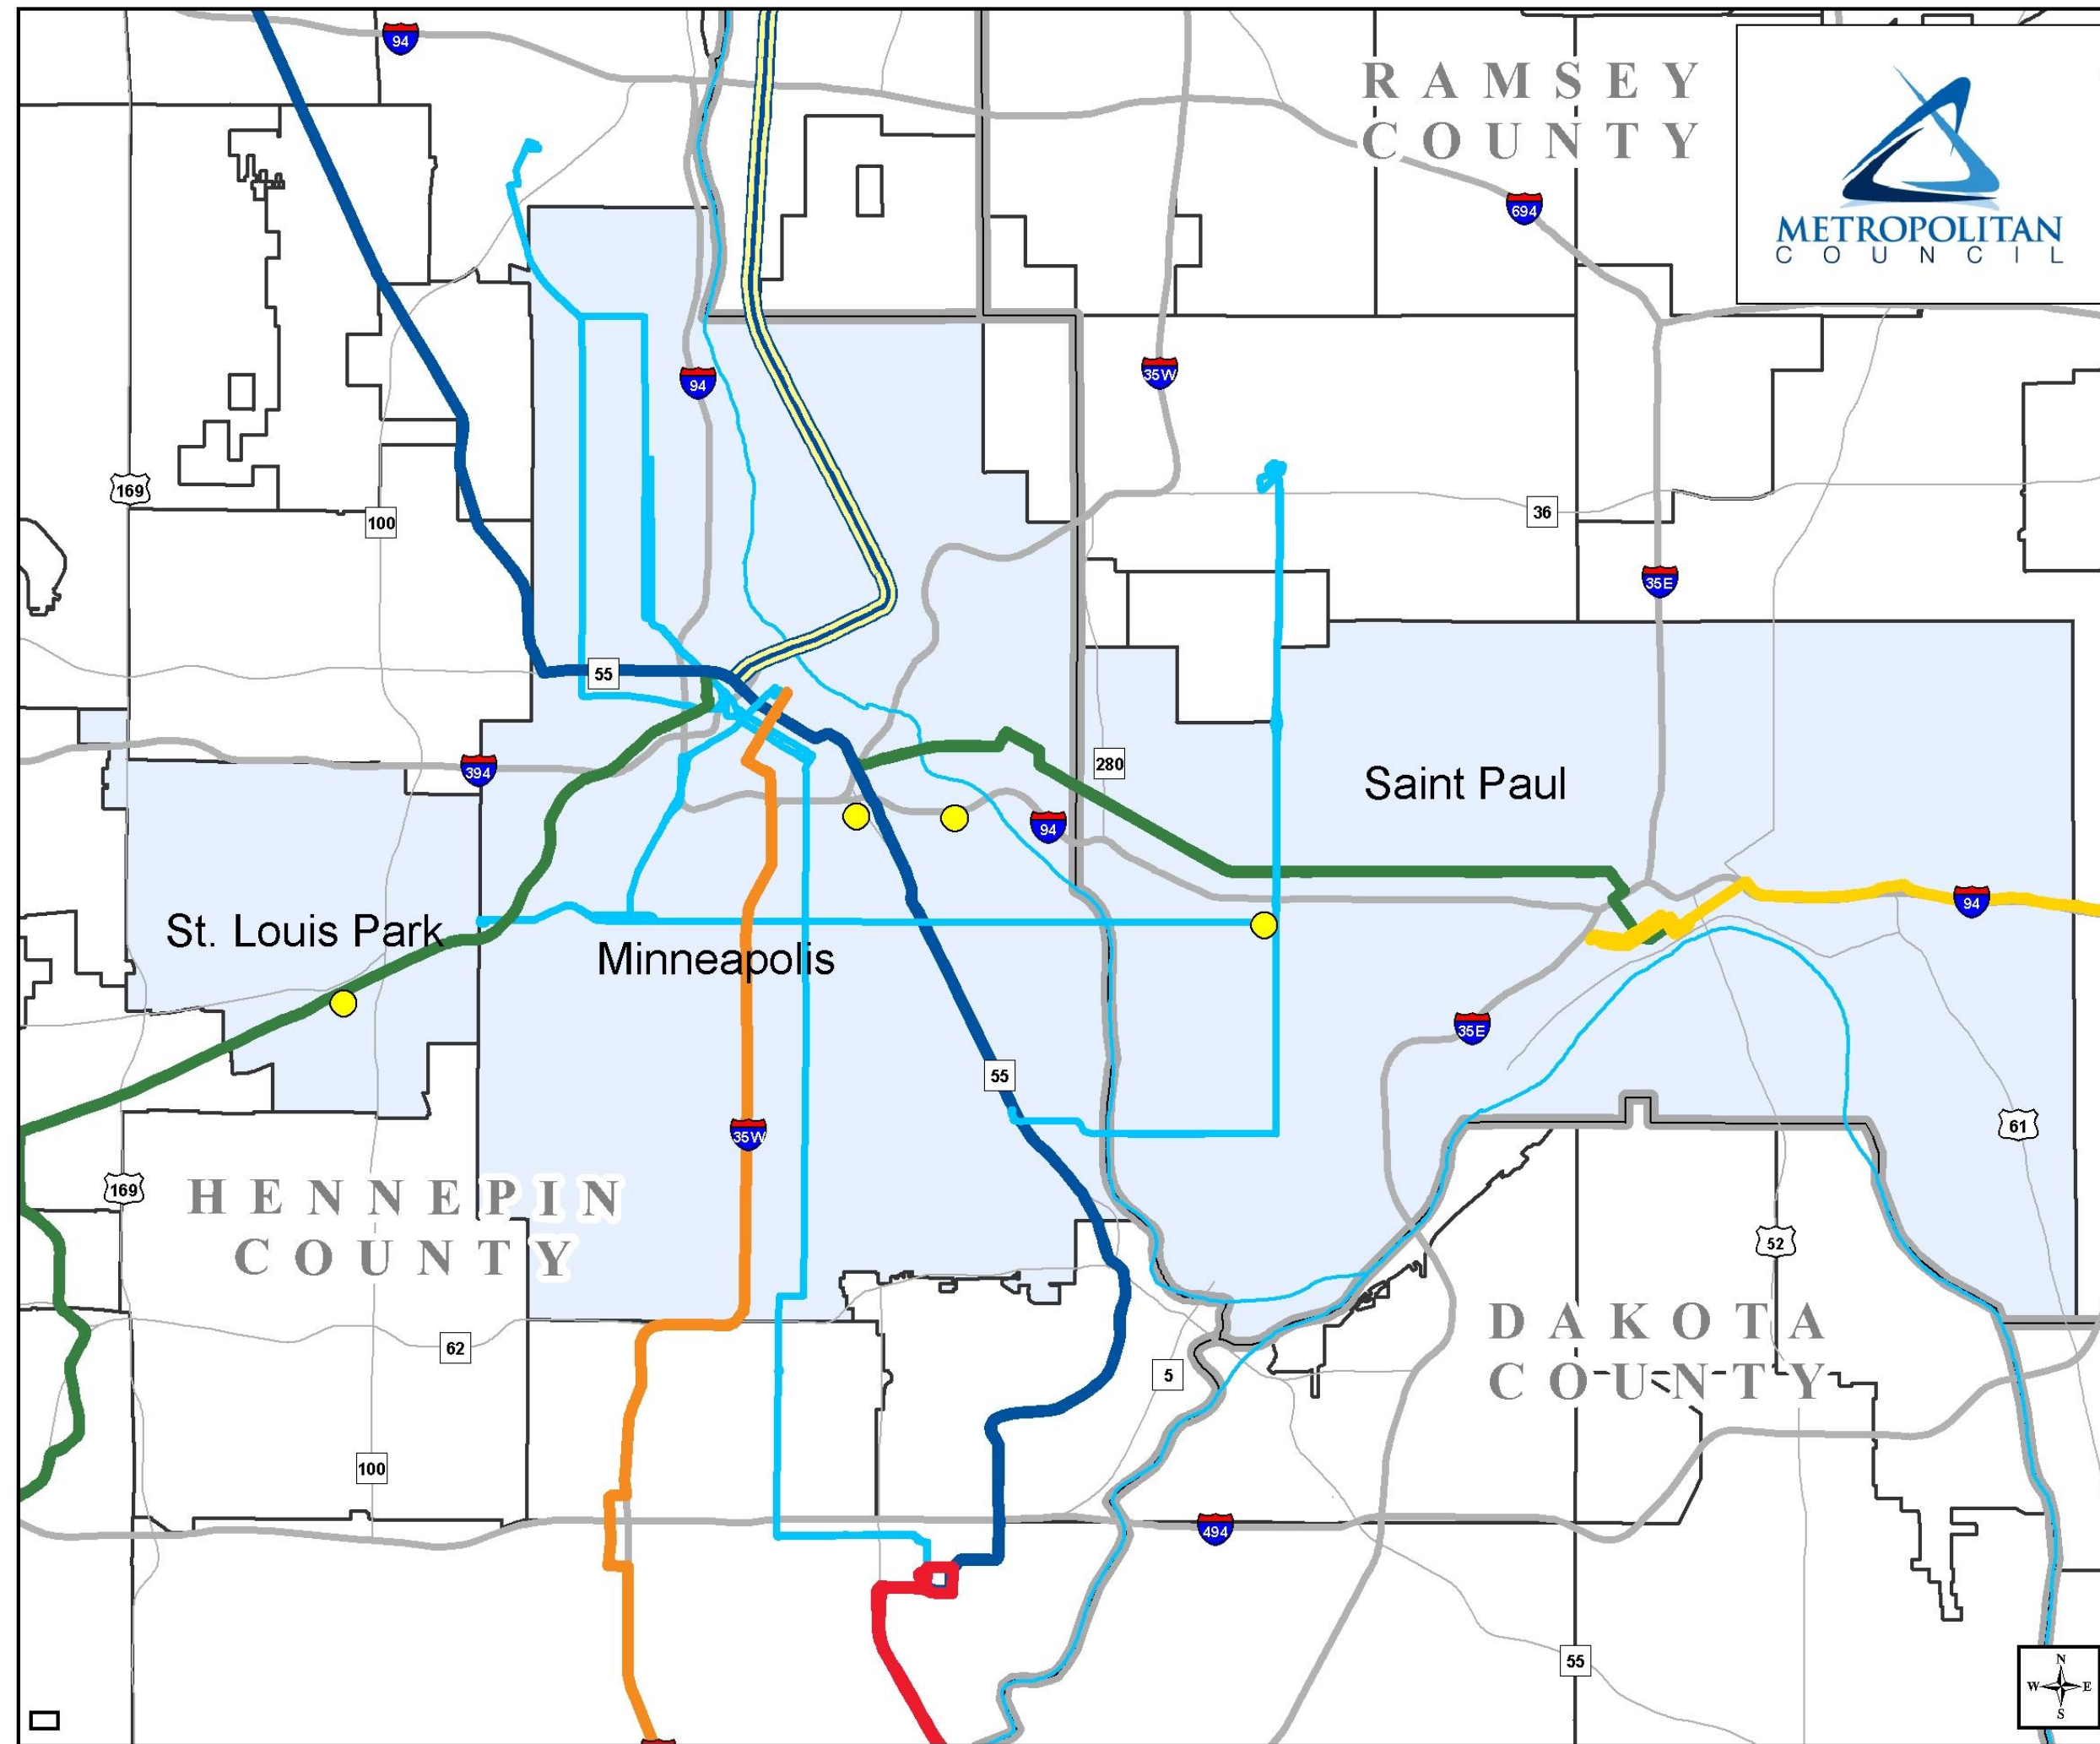 94
RAMSEY
COUNTY
694
METROPOLITAN
COUNCIL
94
35W
169
100
36
35E
55
394
280
Saint Paul
94
94
St. Louis Park
Minneapolis
35E
55
35W
61
169
HENNEPIN
COUNTY
52
62
5
DAKOTA
COUNTY
100
494
55
N
W
E
S